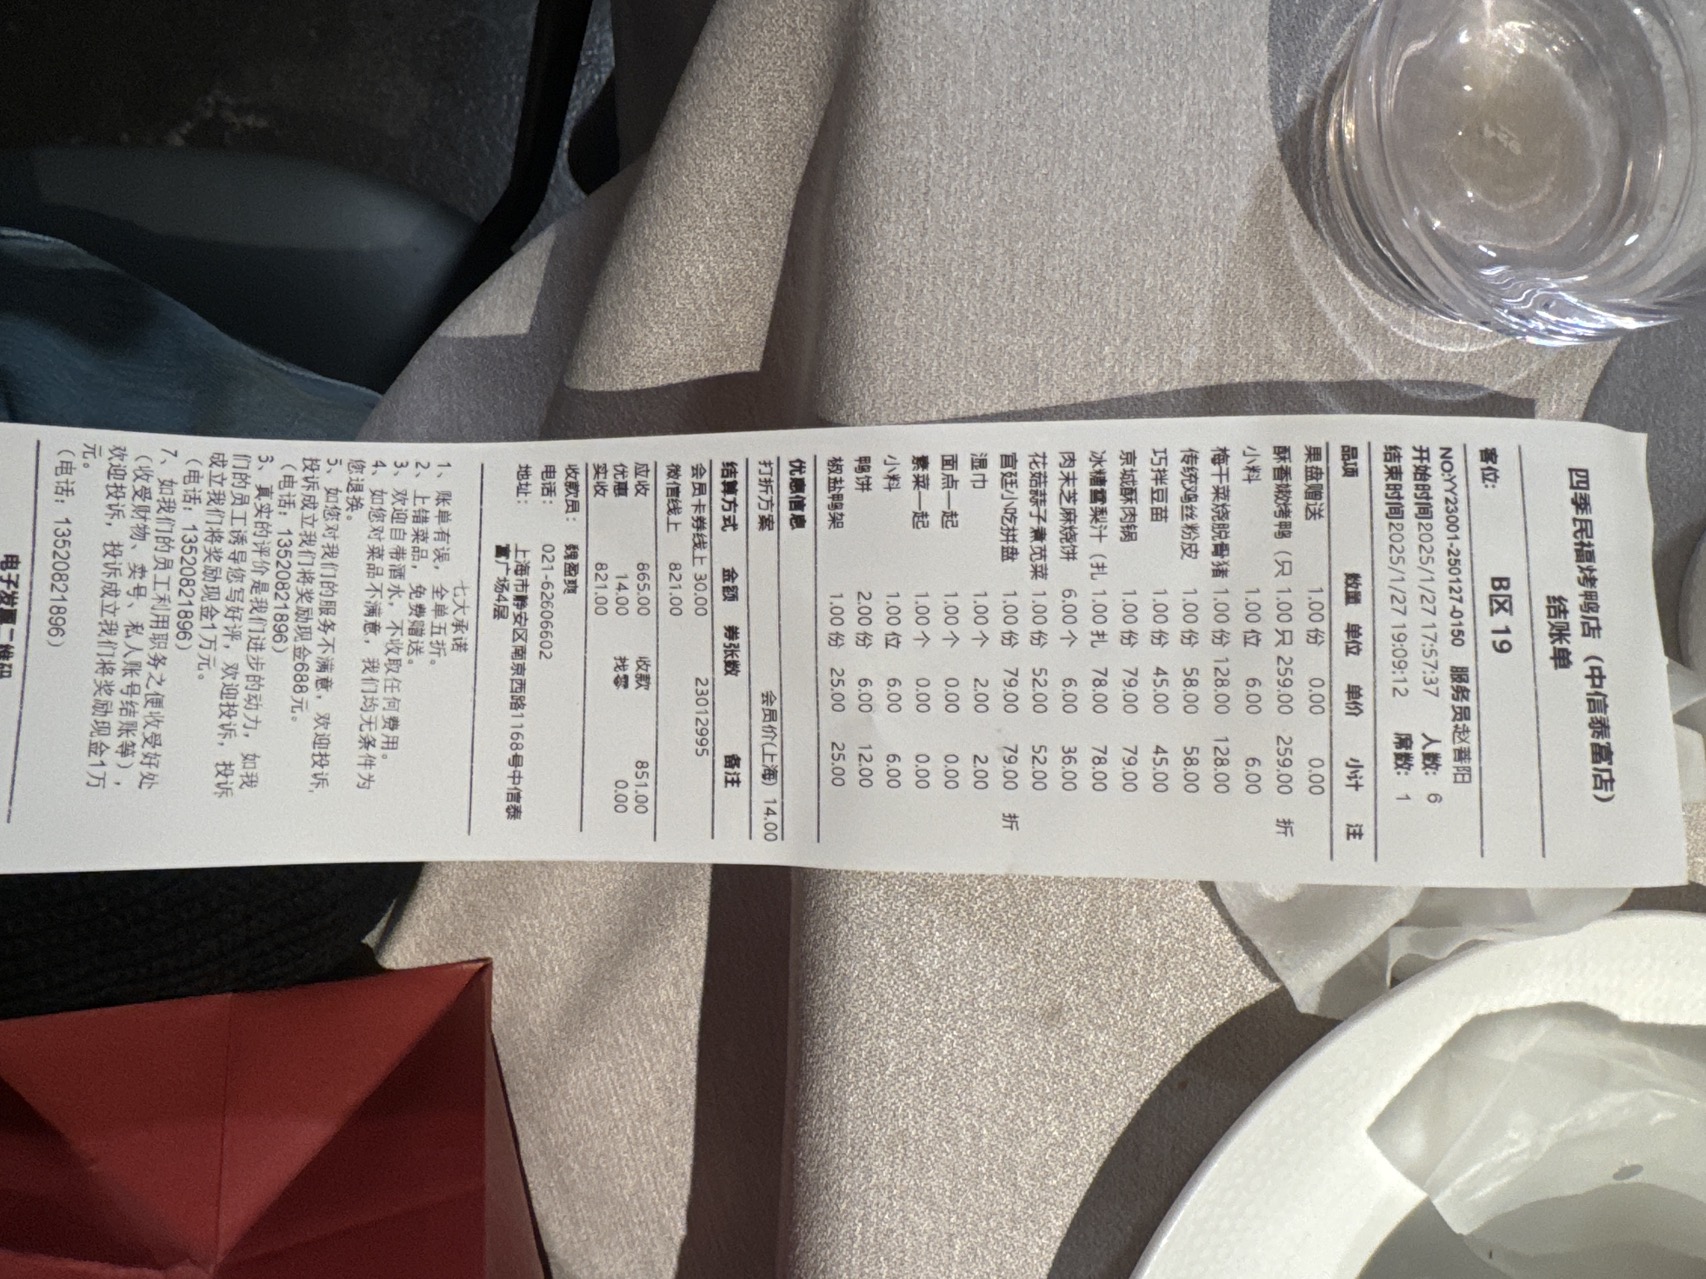 四季民福烤鸭店（中信泰富店）
结账单
客位： B区 19
NO:YY23001-250127-0150 服务员:赵善阳
开始时间2025/1/27 17:57:37 人数： 6
结束时间2025/1/27 19:09:12 席数： 1
品项 数量 单位 单价 小计 注
果盘赠送 1.00 份 0.00 0.00
酥香嫩烤鸭（只 1.00 只 259.00 259.00 折
小料 1.00 位 6.00 6.00
梅干菜烧脱骨猪 1.00 份 128.00 128.00
传统鸡丝粉皮 1.00 份 58.00 58.00
巧拌豆苗 1.00 份 45.00 45.00
京城酥肉锅 1.00 份 79.00 79.00
冰糖雪梨汁（扎 1.00 扎 78.00 78.00
肉末芝麻烧饼 6.00 个 6.00 36.00
花菇蒜子煮苋菜 1.00 份 52.00 52.00
宫廷小吃拼盘 1.00 份 79.00 79.00 折
湿巾 1.00 个 2.00 2.00
面点一起 1.00 个 0.00 0.00
素菜一起 1.00 个 0.00 0.00
小料 1.00 位 6.00 6.00
鸭饼 2.00 份 6.00 12.00
椒盐鸭架 1.00 份 25.00 25.00
优惠信息
打折方案 会员价(上海) 14.00
结算方式 金额 券张数 备注
会员卡券线上 30.00 23012995
微信线上 821.00
应收 865.00 收款 851.00
优惠 14.00 找零 0.00
实收 821.00
收款员： 魏盈爽
电话： 021-62606602
地址： 上海市静安区南京西路1168号中信泰
富广场4层
七大承诺
1、账单有误，全单五折。
2、上错菜品，免费赠送。
3、欢迎自带酒水，不收取任何费用。
4、如您对菜品不满意，我们均无条件为
您退换。
5、如您对我们的服务不满意，欢迎投诉，
投诉成立我们将奖励现金688元。
（电话：13520821896）
3、真实的评价是我们进步的动力，如我
们的员工诱导您写好评，欢迎投诉，投诉
成立我们将奖励现金1万元。
（电话：13520821896）
7、如我们的员工利用职务之便收受好处
（收受财物、卖号、私人账号结账等），
欢迎投诉，投诉成立我们将奖励现金1万
元。
（电话：13520821896）
电子发票二维码